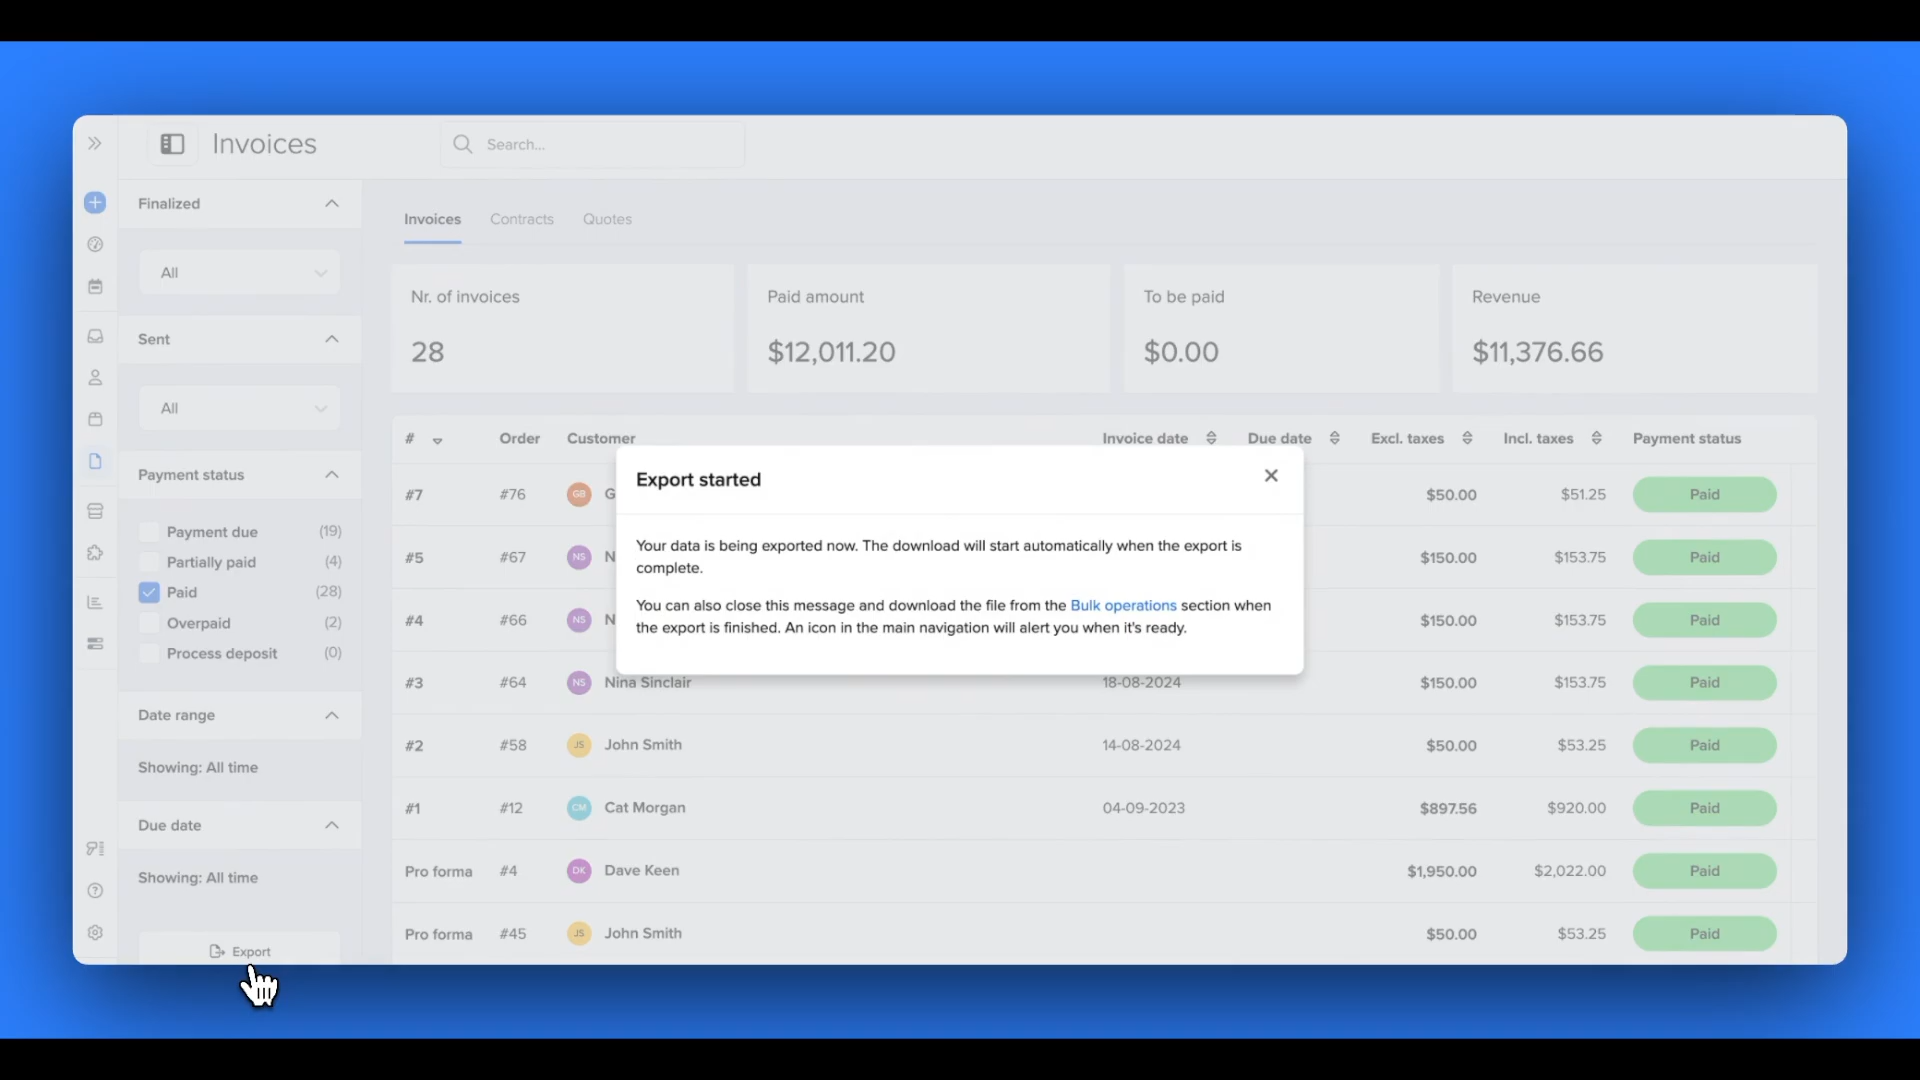 Invoices
Search...
Finalized
All
Sent
All
Payment status
Payment due (19)
Partially paid (4)
Paid (28)
Overpaid (2)
Process deposit (0)
Date range
Showing: All time
Due date
Showing: All time
Export
Invoices Contracts Quotes
Nr. of invoices
28
Paid amount
$12,011.20
To be paid
$0.00
Revenue
$11,376.66
# Order Customer Invoice date Due date Excl. taxes Incl. taxes Payment status
#7 #76 GB G $50.00 $51.25 Paid
#5 #67 NS N $150.00 $153.75 Paid
#4 #66 NS N $150.00 $153.75 Paid
#3 #64 NS Nina Sinclair 18-08-2024 $150.00 $153.75 Paid
#2 #58 JS John Smith 14-08-2024 $50.00 $53.25 Paid
#1 #12 CM Cat Morgan 04-09-2023 $897.56 $920.00 Paid
Pro forma #4 DK Dave Keen $1,950.00 $2,022.00 Paid
Pro forma #45 JS John Smith $50.00 $53.25 Paid
Export started
Your data is being exported now. The download will start automatically when the export is
complete.
You can also close this message and download the file from the Bulk operations section when
the export is finished. An icon in the main navigation will alert you when it's ready.